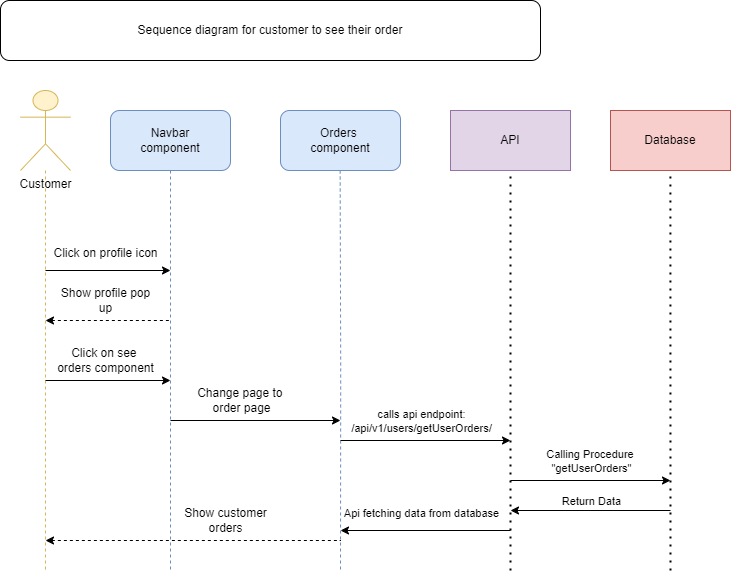 Sequence diagram for customer to see their order
Navbar
component
Orders
component
API
Database
Customer
Click on profile icon
Show profile pop
up
Click on see
orders component
Change page to
order page
calls api endpoint:
/api/v1/users/getUserOrders/
Calling Procedure
"getUserOrders"
Return Data
Api fetching data from database
Show customer
orders